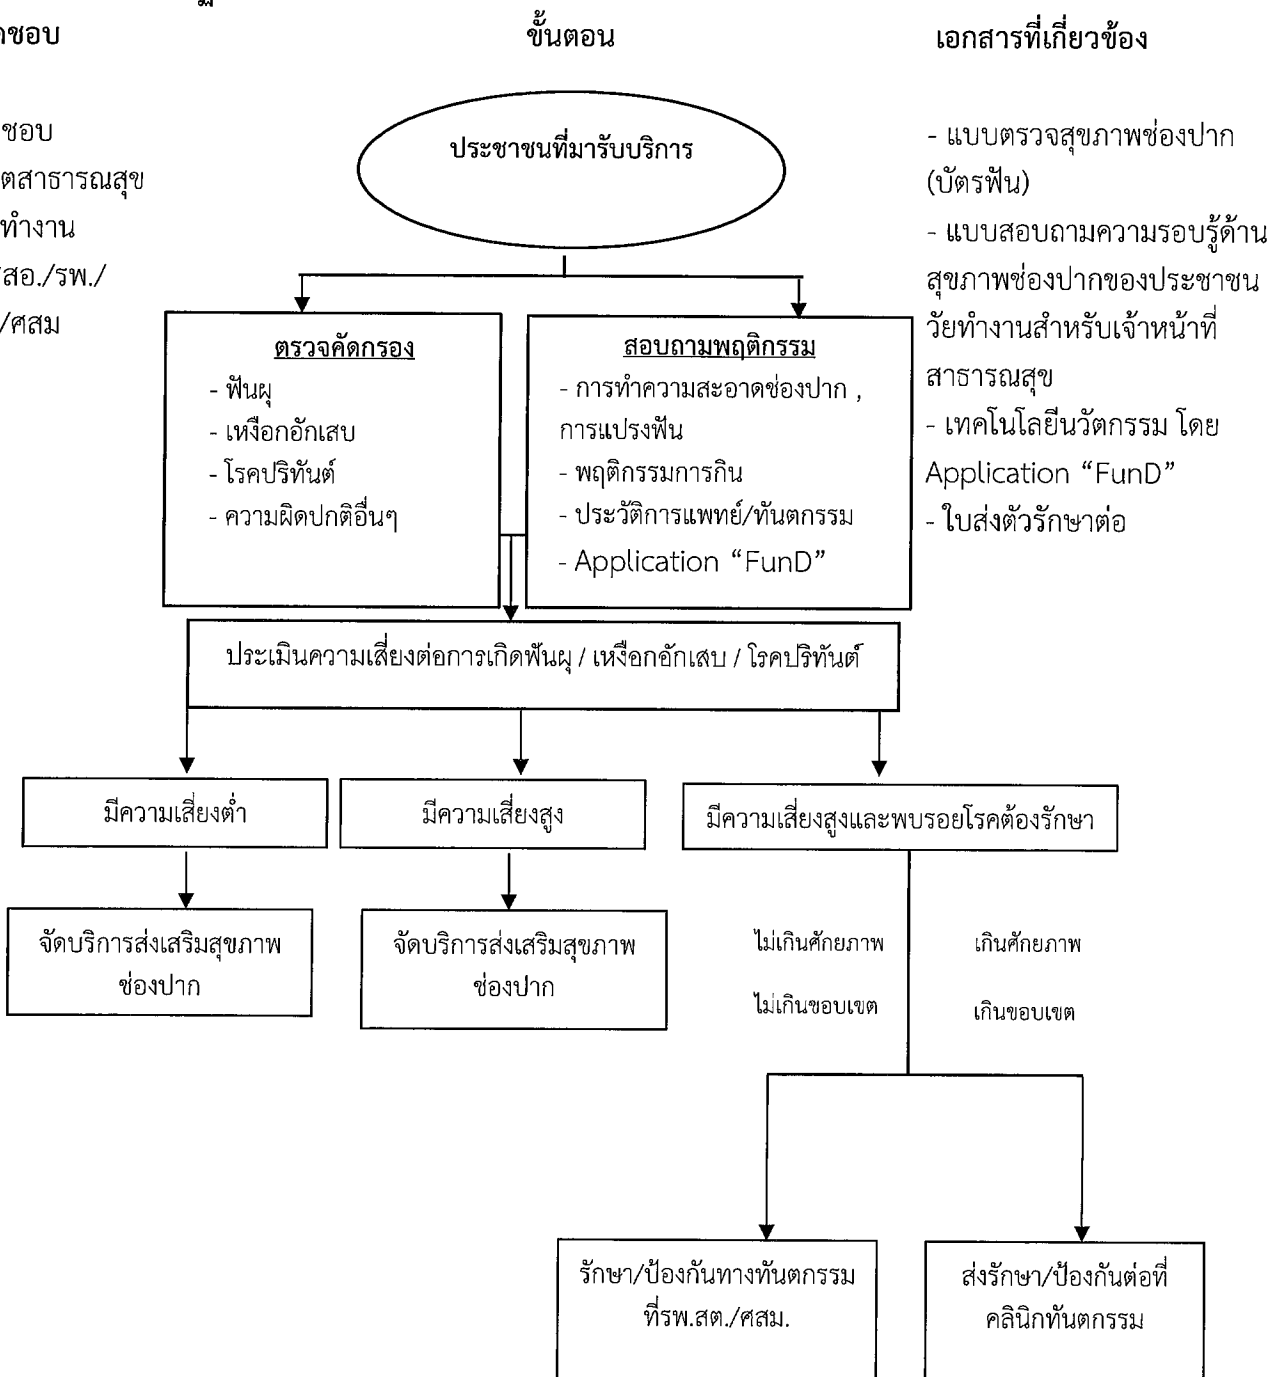 ขั้นตอน
เอกสารที่เกี่ยวข้อง
ชอบ
ชอบ
ตสาธารณสุข
ทำงาน
สอ./รพ./
/ศสม
ประชาชนที่มารับบริการ
- แบบตรวจสุขภาพช่องปาก
(บัตรฟัน)
- แบบสอบถามความรอบรู้ด้าน
สุขภาพช่องปากของประชาชน
วัยทำงานสำหรับเจ้าหน้าที่
สาธารณสุข
- เทคโนโลยีนวัตกรรม โดย
Application “FunD”
- ใบส่งตัวรักษาต่อ
ตรวจคัดกรอง
- ฟันผุ
- เหงือกอักเสบ
- โรคปริทันต์
- ความผิดปกติอื่นๆ
สอบถามพฤติกรรม
- การทำความสะอาดช่องปาก ,
การแปรงฟัน
- พฤติกรรมการกิน
- ประวัติการแพทย์/ทันตกรรม
- Application “FunD”
ประเมินความเสี่ยงต่อการเกิดฟันผุ / เหงือกอักเสบ / โรคปริทันต์
มีความเสี่ยงต่ำ
มีความเสี่ยงสูง
มีความเสี่ยงสูงและพบรอยโรคต้องรักษา
จัดบริการส่งเสริมสุขภาพ
ช่องปาก
จัดบริการส่งเสริมสุขภาพ
ช่องปาก
ไม่เกินศักยภาพ
ไม่เกินขอบเขต
เกินศักยภาพ
เกินขอบเขต
รักษา/ป้องกันทางทันตกรรม
ที่รพ.สต./ศสม.
ส่งรักษา/ป้องกันต่อที่
คลินิกทันตกรรม